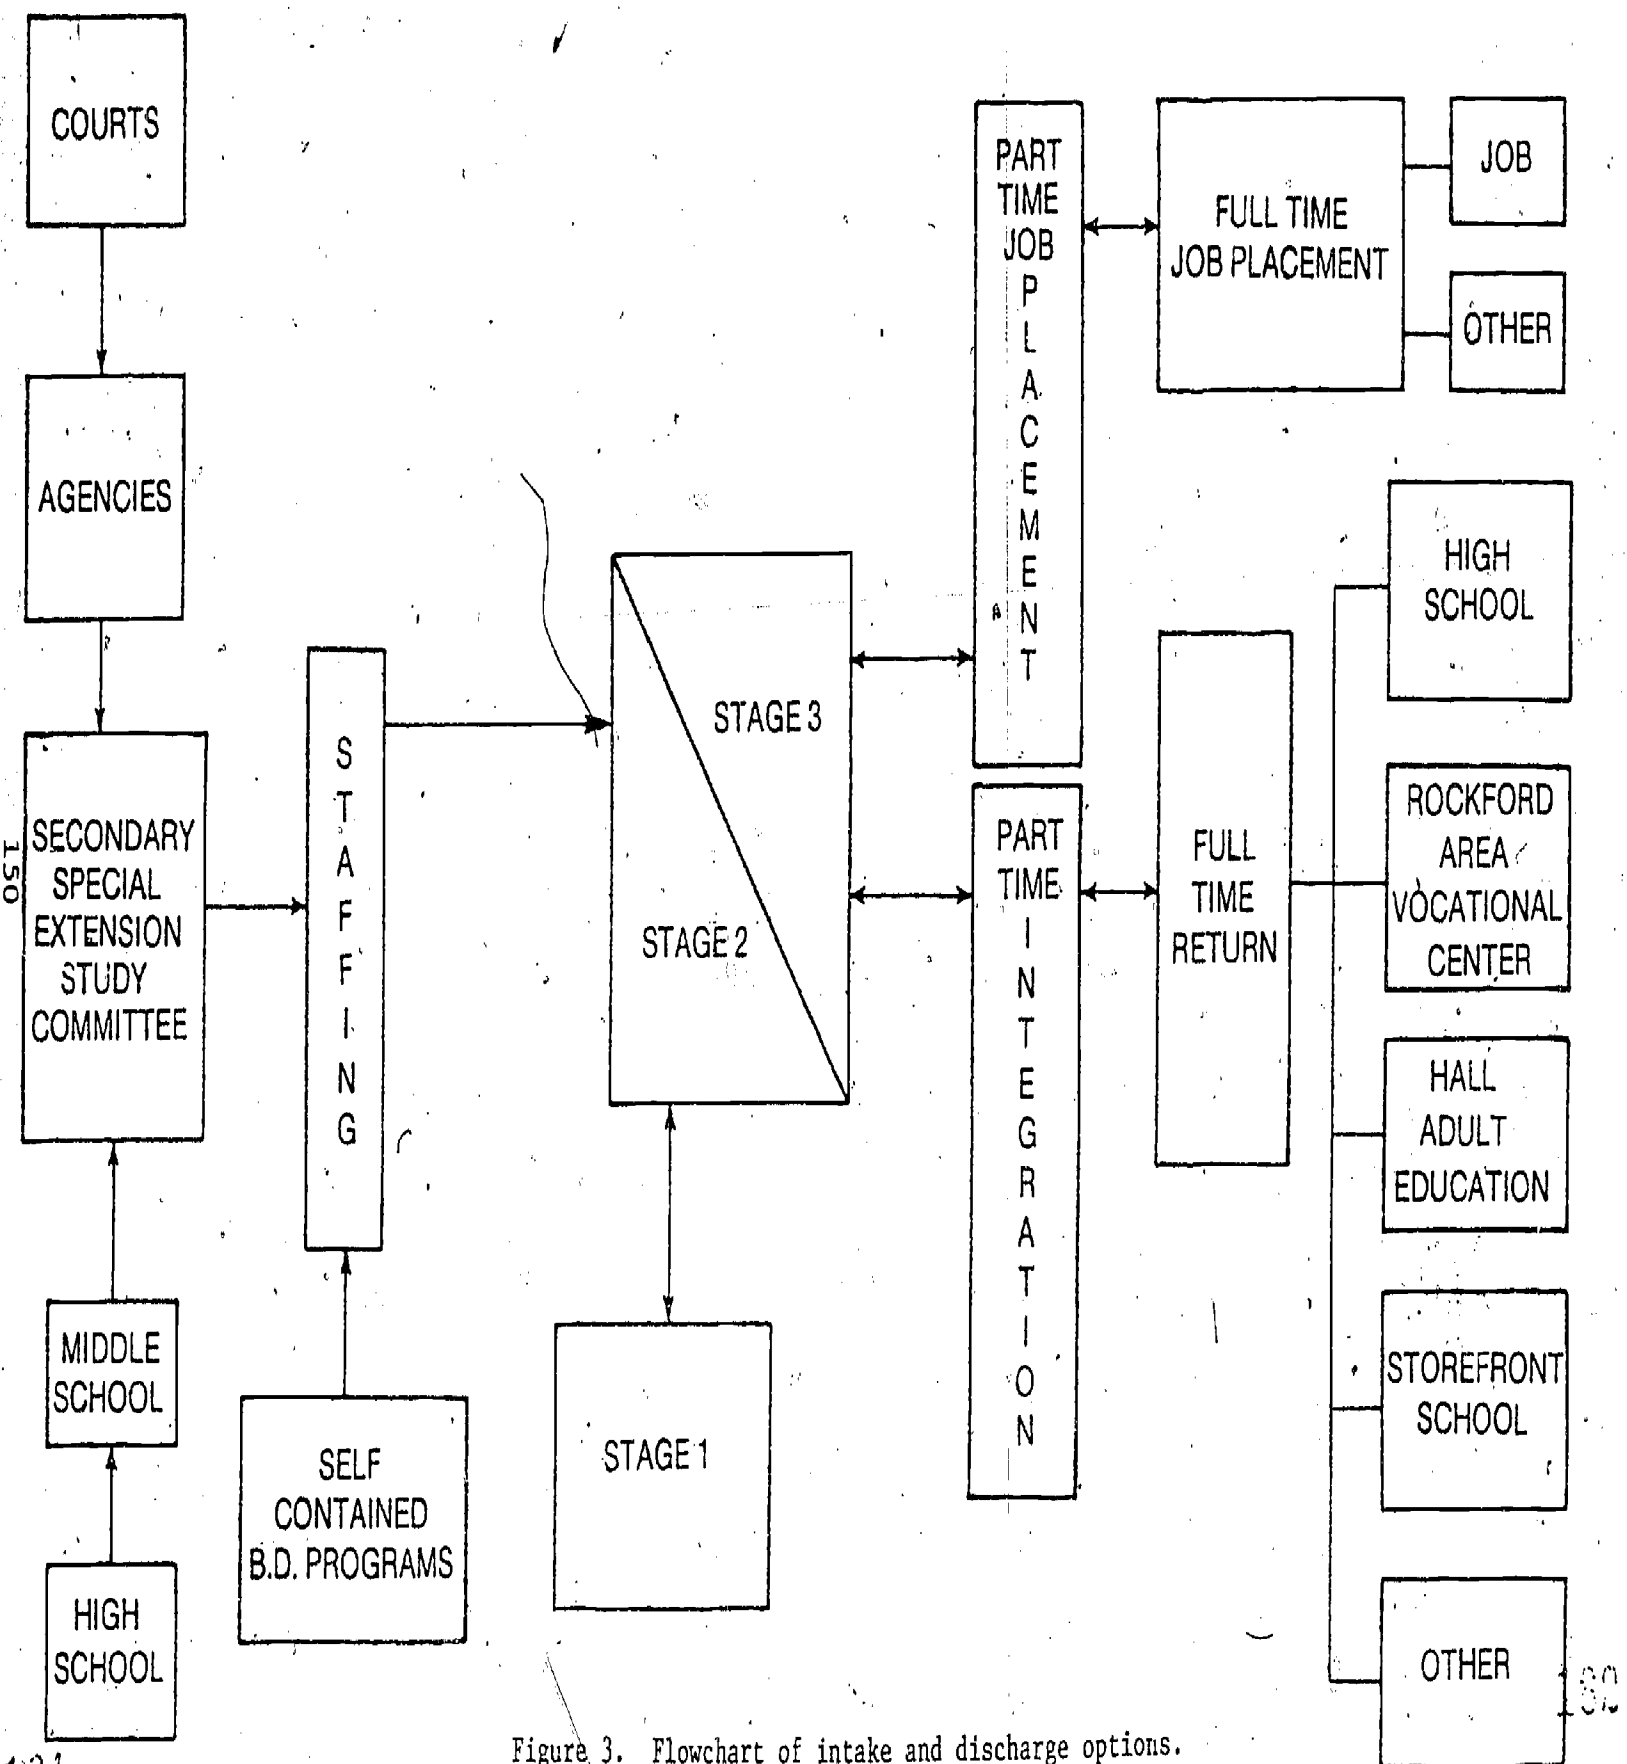 COURTS
AGENCIES
SECONDARY
SPECIAL
EXTENSION
STUDY
COMMITTEE
150
MIDDLE
SCHOOL
HIGH
SCHOOL
STAFFING
SELF
CONTAINED
B.D. PROGRAMS
STAGE 3
STAGE 2
STAGE 1
PART
TIME
JOB
PLACEMENT
PART
TIME
INTEGRATION
FULL TIME
JOB PLACEMENT
JOB
OTHER
FULL
TIME
RETURN
HIGH
SCHOOL
ROCKFORD
AREA
VOCATIONAL
CENTER
HALL
ADULT
EDUCATION
STOREFRONT
SCHOOL
OTHER
Figure 3. Flowchart of intake and discharge options.